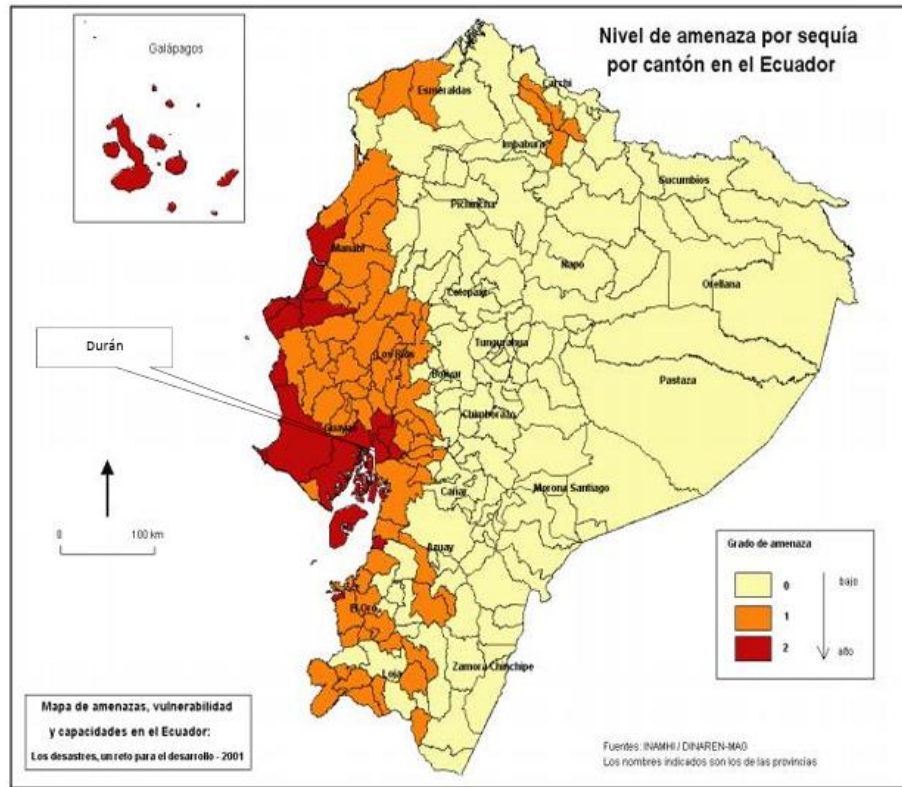 Galápagos
Nivel de amenaza por sequía
por cantón en el Ecuador
Esmeraldas
Carchi
Imbabura
Sucumbios
Pichincha
Manabí
Napo
Orellana
Cotopaxi
Durán
Los Ríos
Tungurahua
Bolívar
Pastaza
Chimborazo
Guayas
Cañar
Morona Santiago
0
100 km
Azuay
Grado de amenaza
0
bajo
1
2
alto
El Oro
Loja
Zamora Chinchipe
Mapa de amenazas, vulnerabilidad
y capacidades en el Ecuador:
Los desastres, un reto para el desarrollo - 2001
Fuentes: INAMHI / DINAREN-MAG
Los nombres indicados son los de las provincias